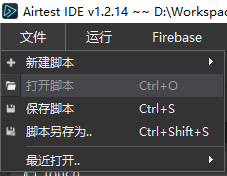 Airtest IDE v1.2.14 ~~ D:\Workspac
文件 运行 Firebase
新建脚本
打开脚本 Ctrl+O
保存脚本 Ctrl+S
脚本另存为.. Ctrl+Shift+S
最近打开..